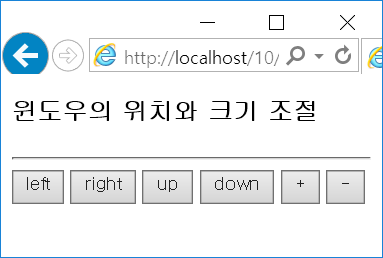 http://localhost/10/
윈도우의 위치와 크기 조절
left right up down + -